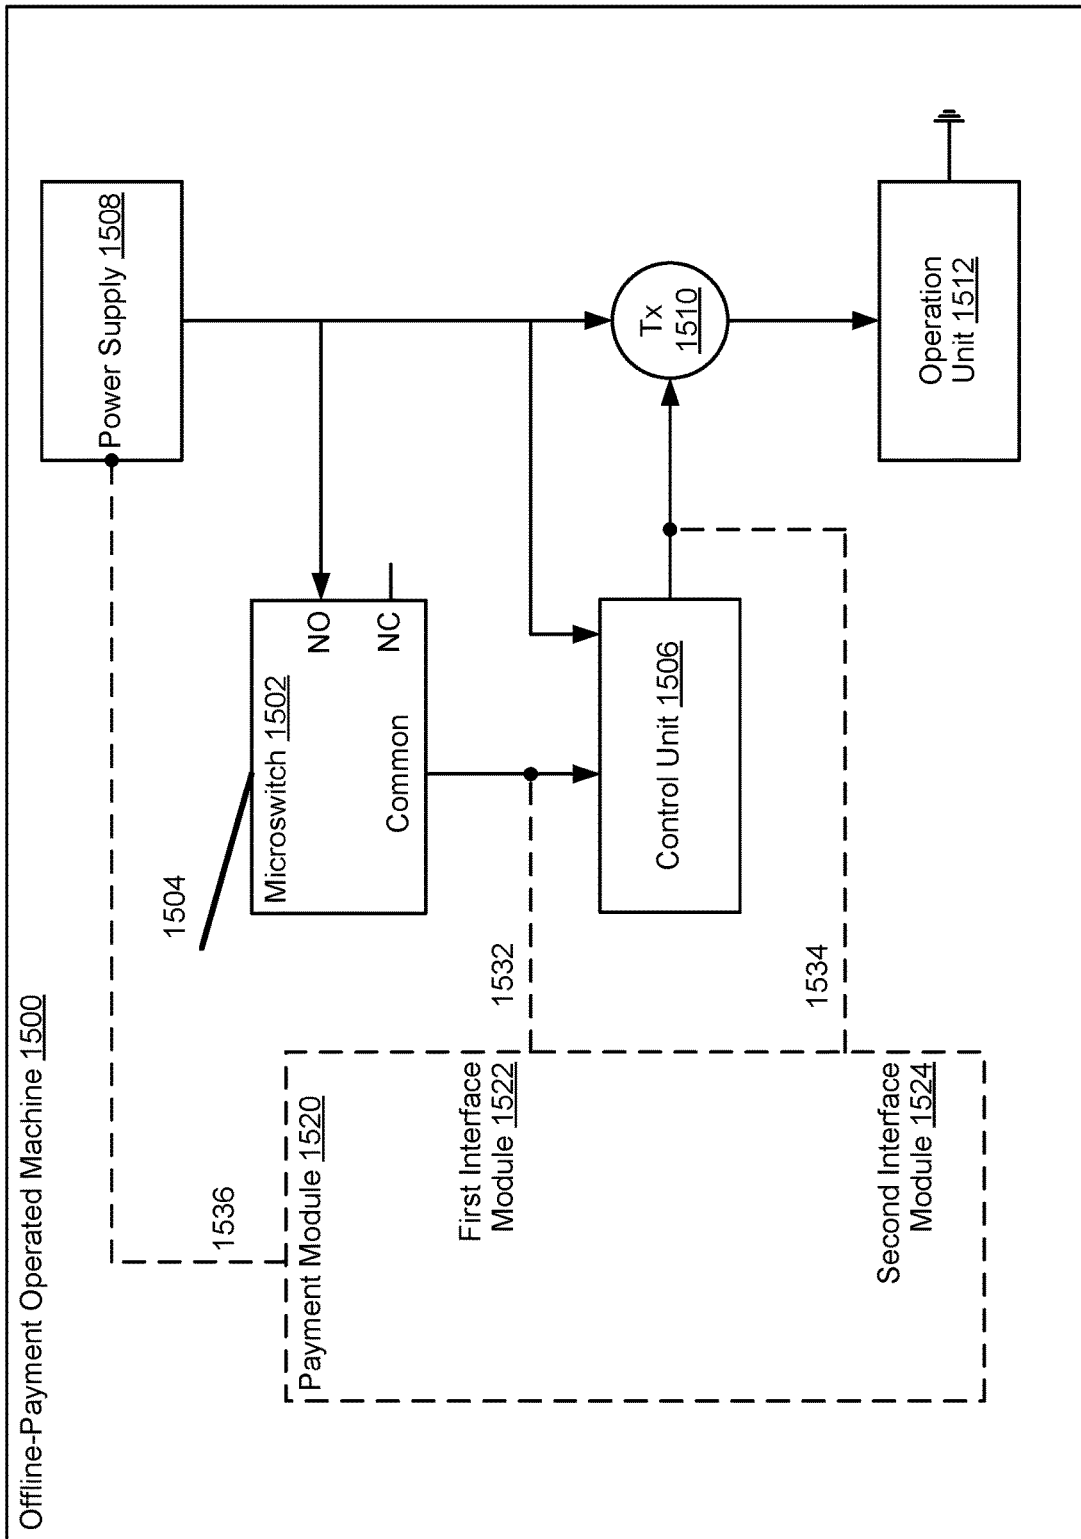 Offline-Payment Operated Machine 1500
Power Supply 1508
1536
1504
Microswitch 1502
NO
NC
Common
Payment Module 1520
First Interface
Module 1522
1532
Tx
1510
Control Unit 1506
1534
Second Interface
Module 1524
Operation
Unit 1512